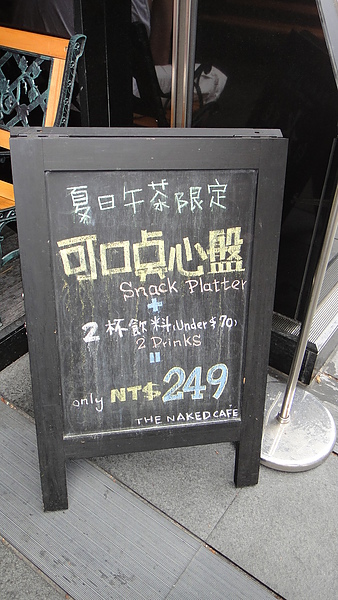 夏日午茶限定
可口点心盤
Snack Platter
+
2杯飲料(Under $70)
2 Drinks
=
only NT$249
THE NAKED CAFE